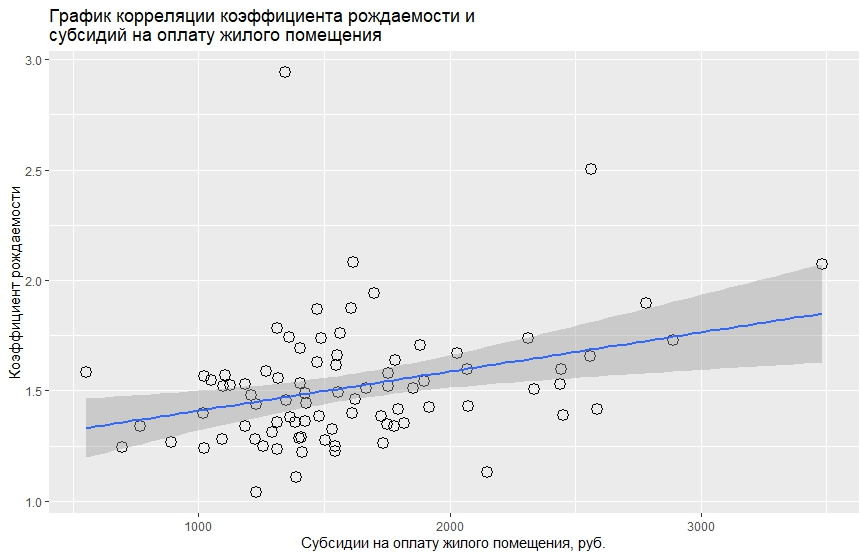 График корреляции коэффициента рождаемости и
субсидий на оплату жилого помещения
3.0
2.5
2.0
1.5
1.0
Коэффициент рождаемости
1000
2000
3000
Субсидии на оплату жилого помещения, руб.